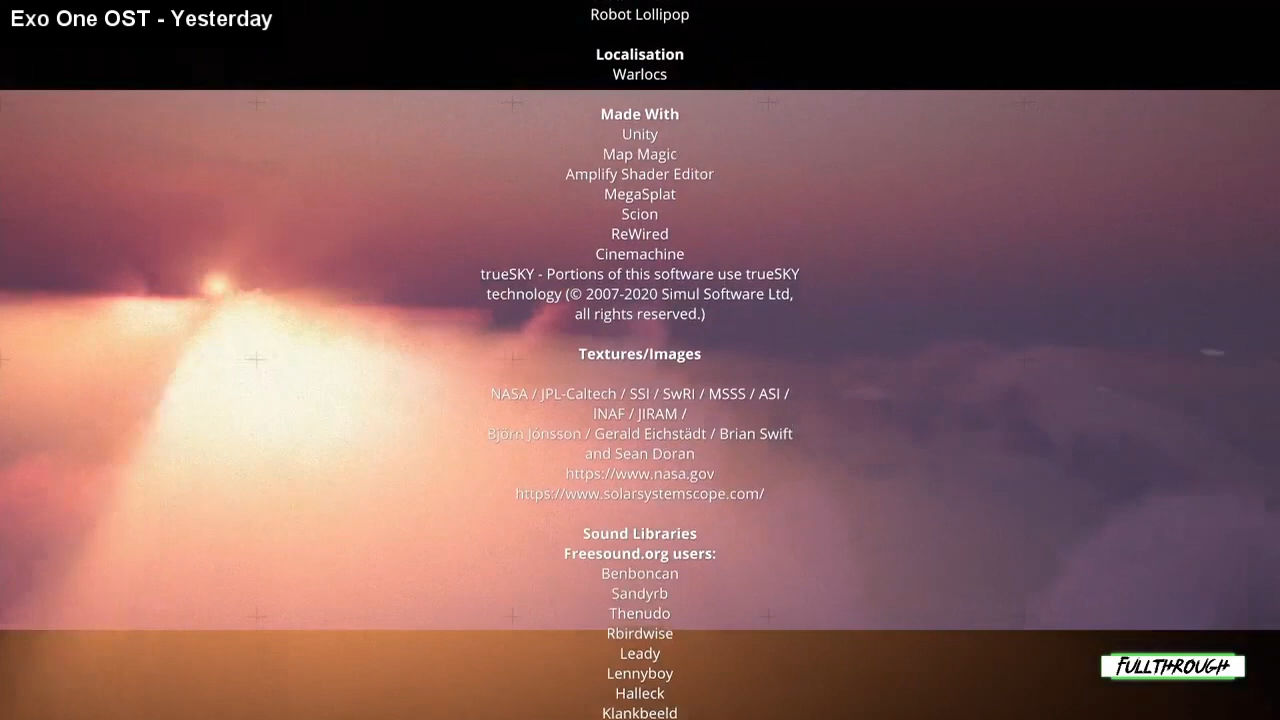 Exo One OST - Yesterday
Robot Lollipop
Localisation
Warlocs
Made With
Unity
Map Magic
Amplify Shader Editor
MegaSplat
Scion
ReWired
Cinemachine
trueSKY - Portions of this software use trueSKY
technology (© 2007-2020 Simul Software Ltd,
all rights reserved.)
Textures/Images
NASA / JPL-Caltech / SSI / SwRI / MSSS / ASI /
INAF / JIRAM /
Björn Jónsson / Gerald Eichstädt / Brian Swift
and Sean Doran
https://www.nasa.gov
https://www.solarsystemscope.com/
Sound Libraries
Freesound.org users:
Benboncan
Sandyrb
Thenudo
Rbirdwise
Leady
Lennyboy
Halleck
Klankbeeld
FULLTHROUGH